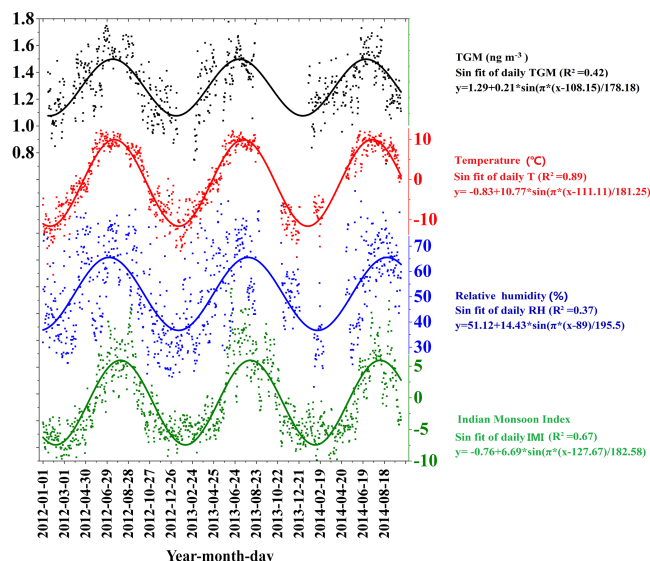 1.8
1.6
1.4
1.2
1.0
0.8
TGM (ng m⁻³ )
Sin fit of daily TGM (R² =0.42)
y=1.29+0.21*sin(π*(x-108.15)/178.18)
10
0
-10
Temperature (℃)
Sin fit of daily T (R² =0.89)
y= -0.83+10.77*sin(π*(x-111.11)/181.25)
70
60
50
40
30
Relative humidity (%)
Sin fit of daily RH (R² =0.37)
y=51.12+14.43*sin(π*(x-89)/195.5)
5
0
-5
-10
Indian Monsoon Index
Sin fit of daily IMI (R² =0.67)
y= -0.76+6.69*sin(π*(x-127.67)/182.58)
2012-01-01
2012-03-01
2012-04-30
2012-06-29
2012-08-28
2012-10-27
2012-12-26
2013-02-24
2013-04-25
2013-06-24
2013-08-23
2013-10-22
2013-12-21
2014-02-19
2014-04-20
2014-06-19
2014-08-18
Year-month-day